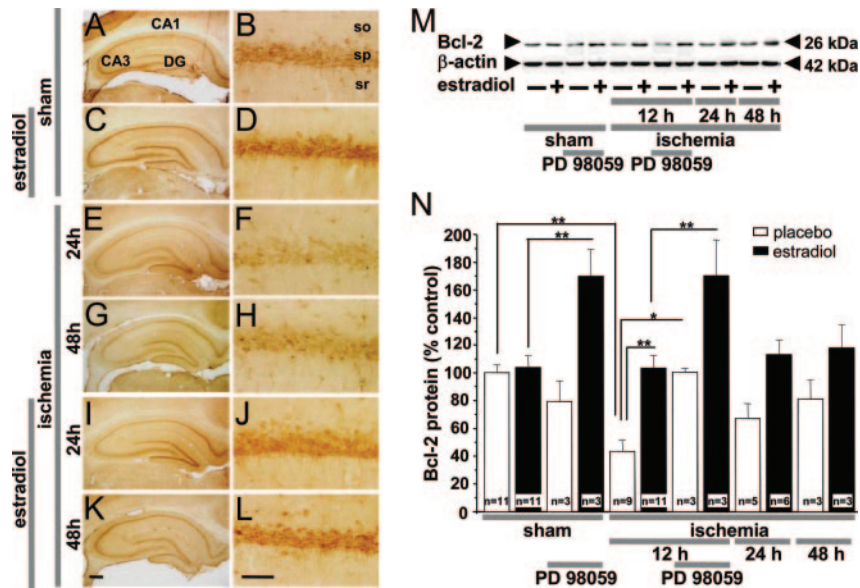 A
CA1
CA3
DG
B
so
sp
sr
sham
C
D
estradiol
E
F
24h
G
H
48h
ischemia
I
J
24h
estradiol
K
L
48h
M
Bcl-2
26 kDa
β-actin
42 kDa
estradiol − + − + − + − + − + − +
12 h 24 h 48 h
sham ischemia
PD 98059 PD 98059
N
** ** **
* **
placebo
estradiol
Bcl-2 protein (% control)
200
180
160
140
120
100
80
60
40
20
0
n=11 n=11 n=3 n=3 n=9 n=11 n=3 n=3 n=5 n=6 n=3 n=3
sham ischemia
12 h 24 h 48 h
PD 98059 PD 98059